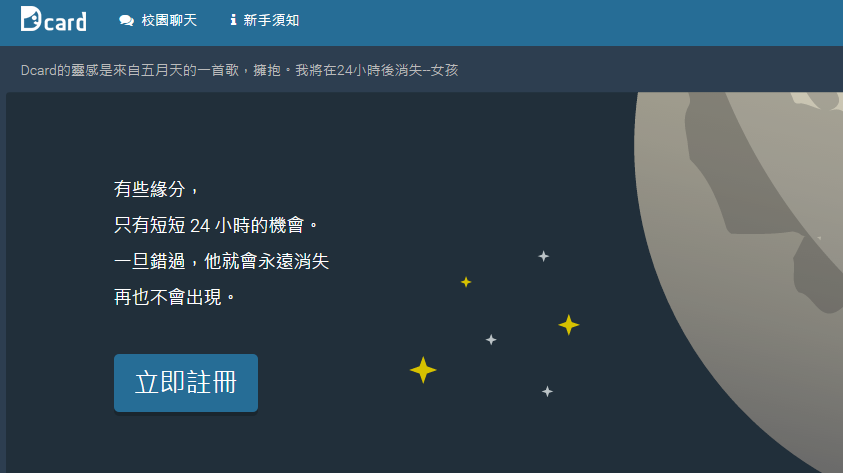 Dcard 校園聊天 新手須知
Dcard的靈感是來自五月天的一首歌，擁抱。我將在24小時後消失--女孩
有些緣分，
只有短短 24 小時的機會。
一旦錯過，他就會永遠消失
再也不會出現。
立即註冊